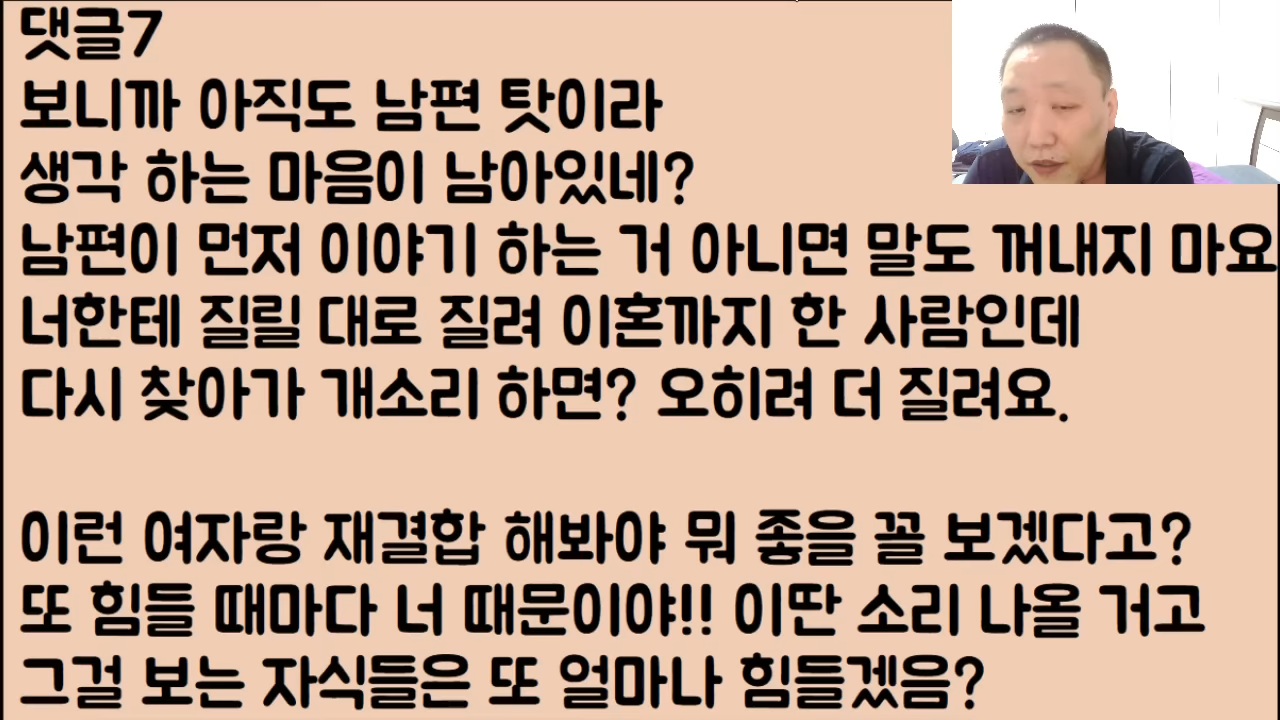 댓글7
보니까 아직도 남편 탓이라
생각 하는 마음이 남아있네?
남편이 먼저 이야기 하는 거 아니면 말도 꺼내지 마요
너한테 질릴 대로 질려 이혼까지 한 사람인데
다시 찾아가 개소리 하면? 오히려 더 질려요.
이런 여자랑 재결합 해봐야 뭐 좋을 꼴 보겠다고?
또 힘들 때마다 너 때문이야!! 이딴 소리 나올 거고
그걸 보는 자식들은 또 얼마나 힘들겠음?